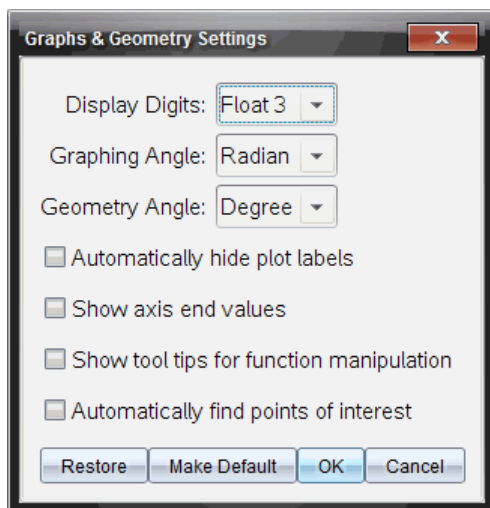 Graphs & Geometry Settings
X
Display Digits: Float 3
Graphing Angle: Radian
Geometry Angle: Degree
Automatically hide plot labels
Show axis end values
Show tool tips for function manipulation
Automatically find points of interest
Restore Make Default OK Cancel